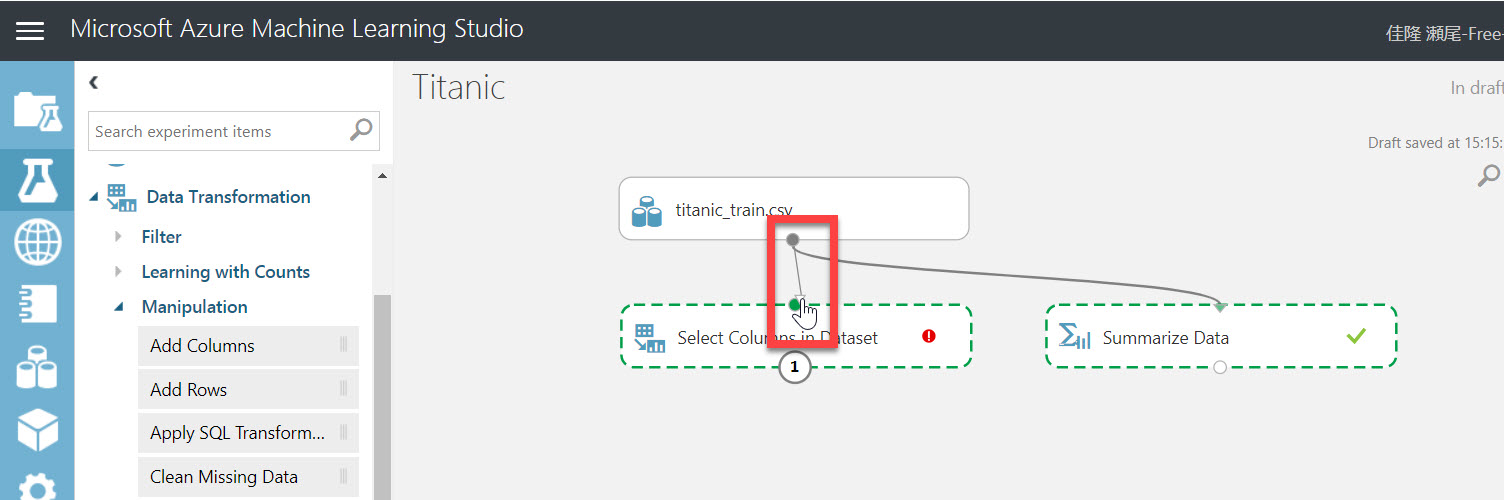 Microsoft Azure Machine Learning Studio
佳隆 瀬尾-Free-
Titanic
In draft
Draft saved at 15:15:
Search experiment items
Data Transformation
Filter
Learning with Counts
Manipulation
Add Columns
Add Rows
Apply SQL Transform...
Clean Missing Data
titanic_train.csv
Select Columns in Dataset
1
Summarize Data